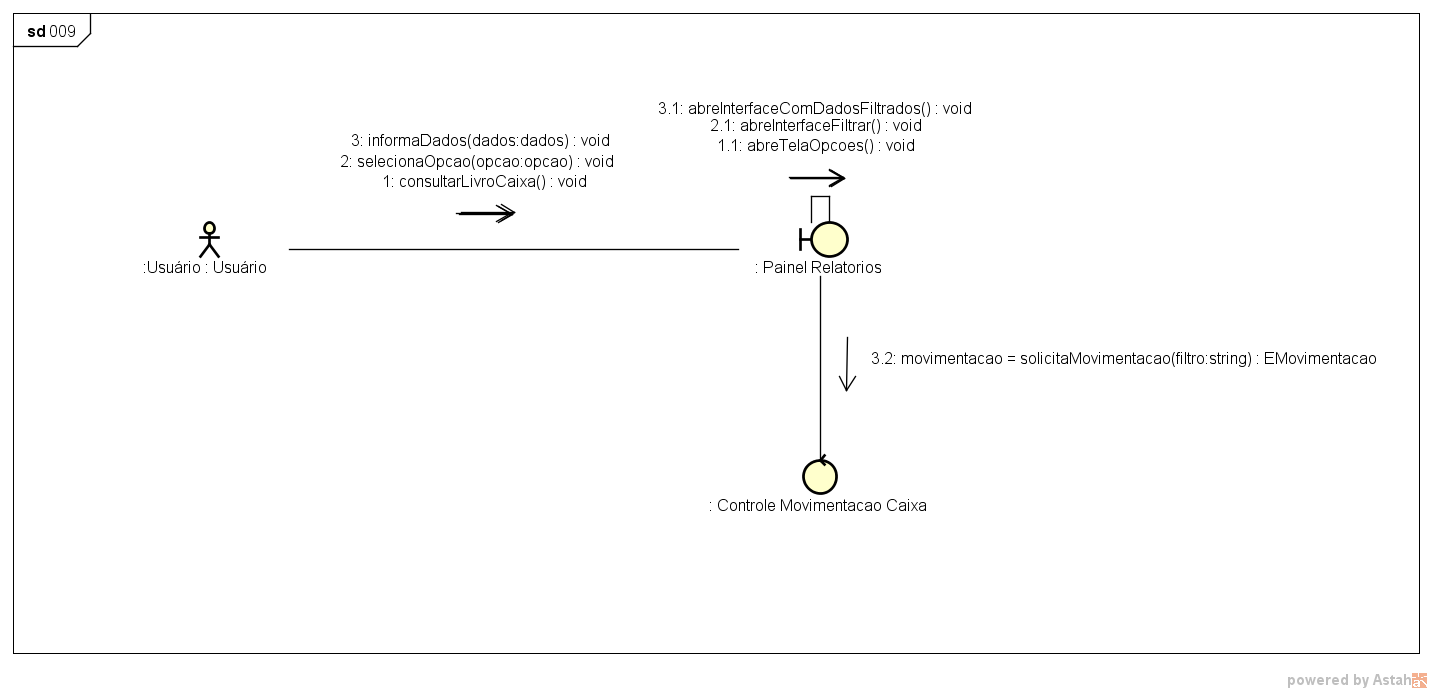 sd 009
3.1: abreInterfaceComDadosFiltrados() : void
2.1: abreInterfaceFiltrar() : void
1.1: abreTelaOpcoes() : void
3: informaDados(dados:dados) : void
2: selecionaOpcao(opcao:opcao) : void
1: consultarLivroCaixa() : void
:Usuário : Usuário
: Painel Relatorios
3.2: movimentacao = solicitaMovimentacao(filtro:string) : EMovimentacao
: Controle Movimentacao Caixa
powered by Astah